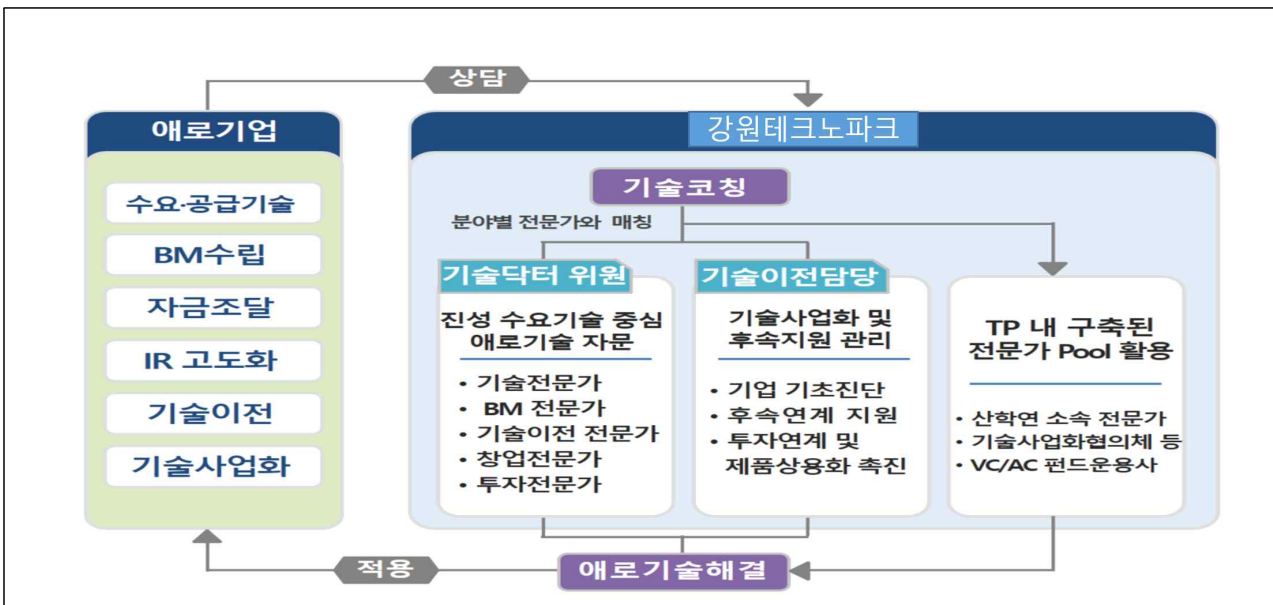 상담
애로기업
수요·공급기술
BM수립
자금조달
IR 고도화
기술이전
기술사업화
강원테크노파크
기술코칭
분야별 전문가와 매칭
기술닥터 위원
진성 수요기술 중심
애로기술 자문
• 기술전문가
• BM 전문가
• 기술이전 전문가
• 창업전문가
• 투자전문가
기술이전담당
기술사업화 및
후속지원 관리
• 기업 기초진단
• 후속연계 지원
• 투자연계 및
제품상용화 촉진
TP 내 구축된
전문가 Pool 활용
• 산학연 소속 전문가
• 기술사업화협의체 등
• VC/AC 펀드운용사
적용
애로기술해결